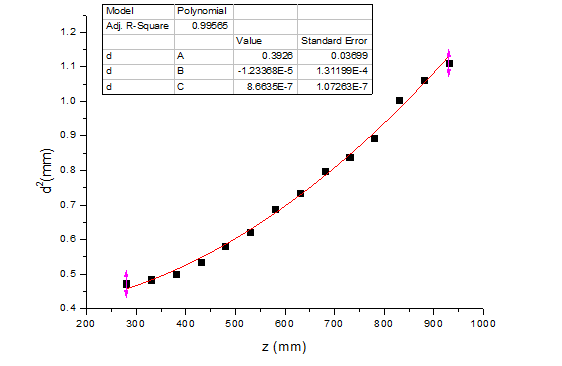 Model Polynomial
Adj. R-Square 0.99565
Value Standard Error
d A 0.3926 0.03699
d B -1.23368E-5 1.31199E-4
d C 8.6635E-7 1.07263E-7
1.2
1.1
1.0
0.9
0.8
0.7
0.6
0.5
0.4
d²(mm)
200 300 400 500 600 700 800 900 1000
z (mm)